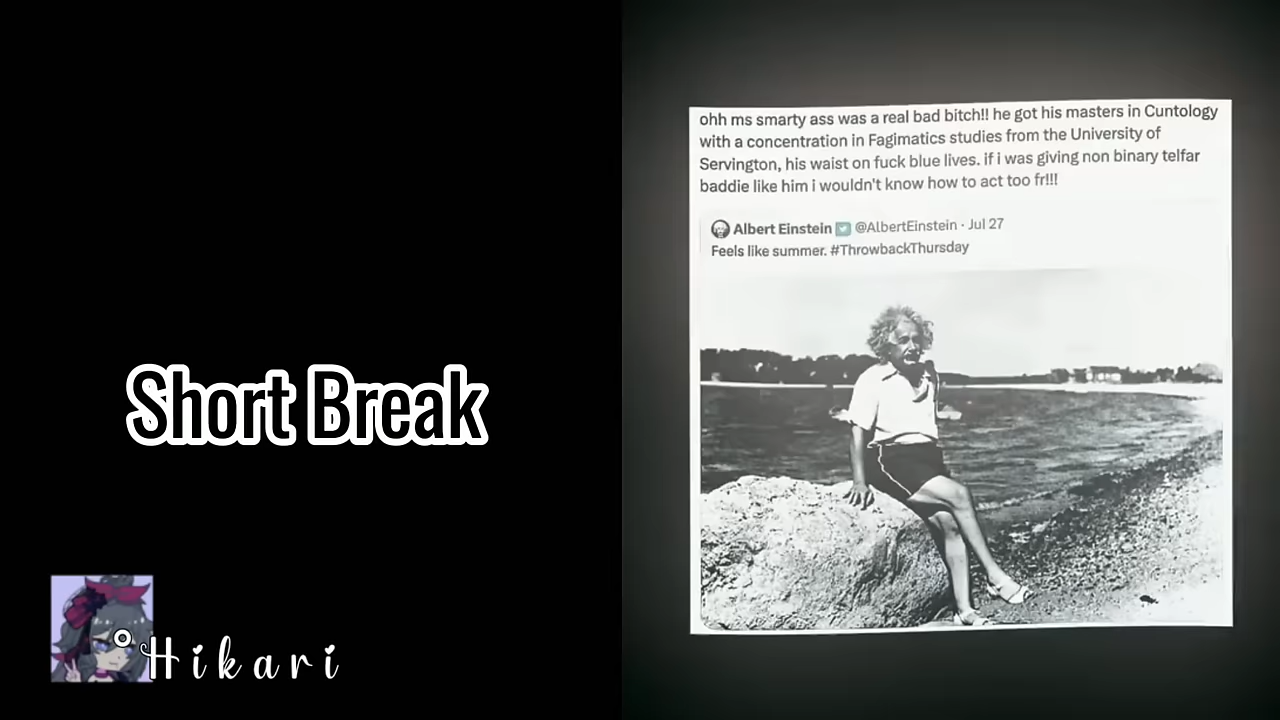 Short Break
Hikari
ohh ms smarty ass was a real bad bitch!! he got his masters in Cuntology
with a concentration in Fagimatics studies from the University of
Servington, his waist on fuck blue lives. if i was giving non binary telfar
baddie like him i wouldn't know how to act too fr!!!
Albert Einstein @AlbertEinstein · Jul 27
Feels like summer. #ThrowbackThursday